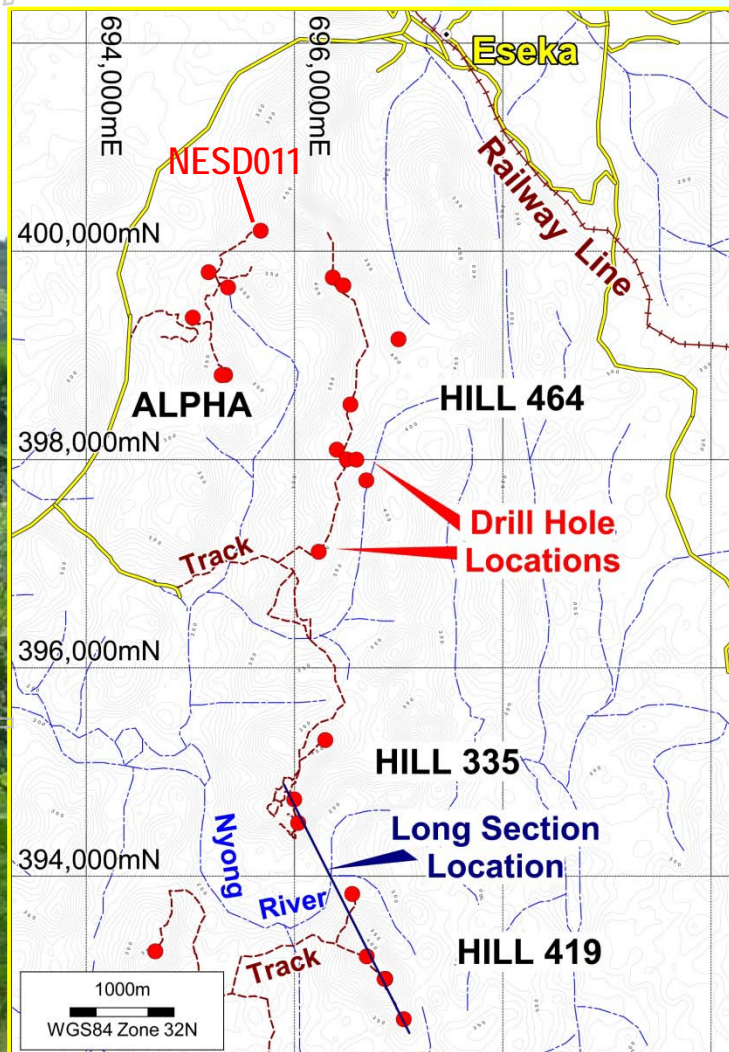 694,000mE
696,000mE
Eseka
NESD011
Railway Line
400,000mN
ALPHA
HILL 464
398,000mN
Drill Hole
Locations
Track
396,000mN
HILL 335
Long Section
Location
394,000mN
Nyong
River
HILL 419
Track
1000m
WGS84 Zone 32N